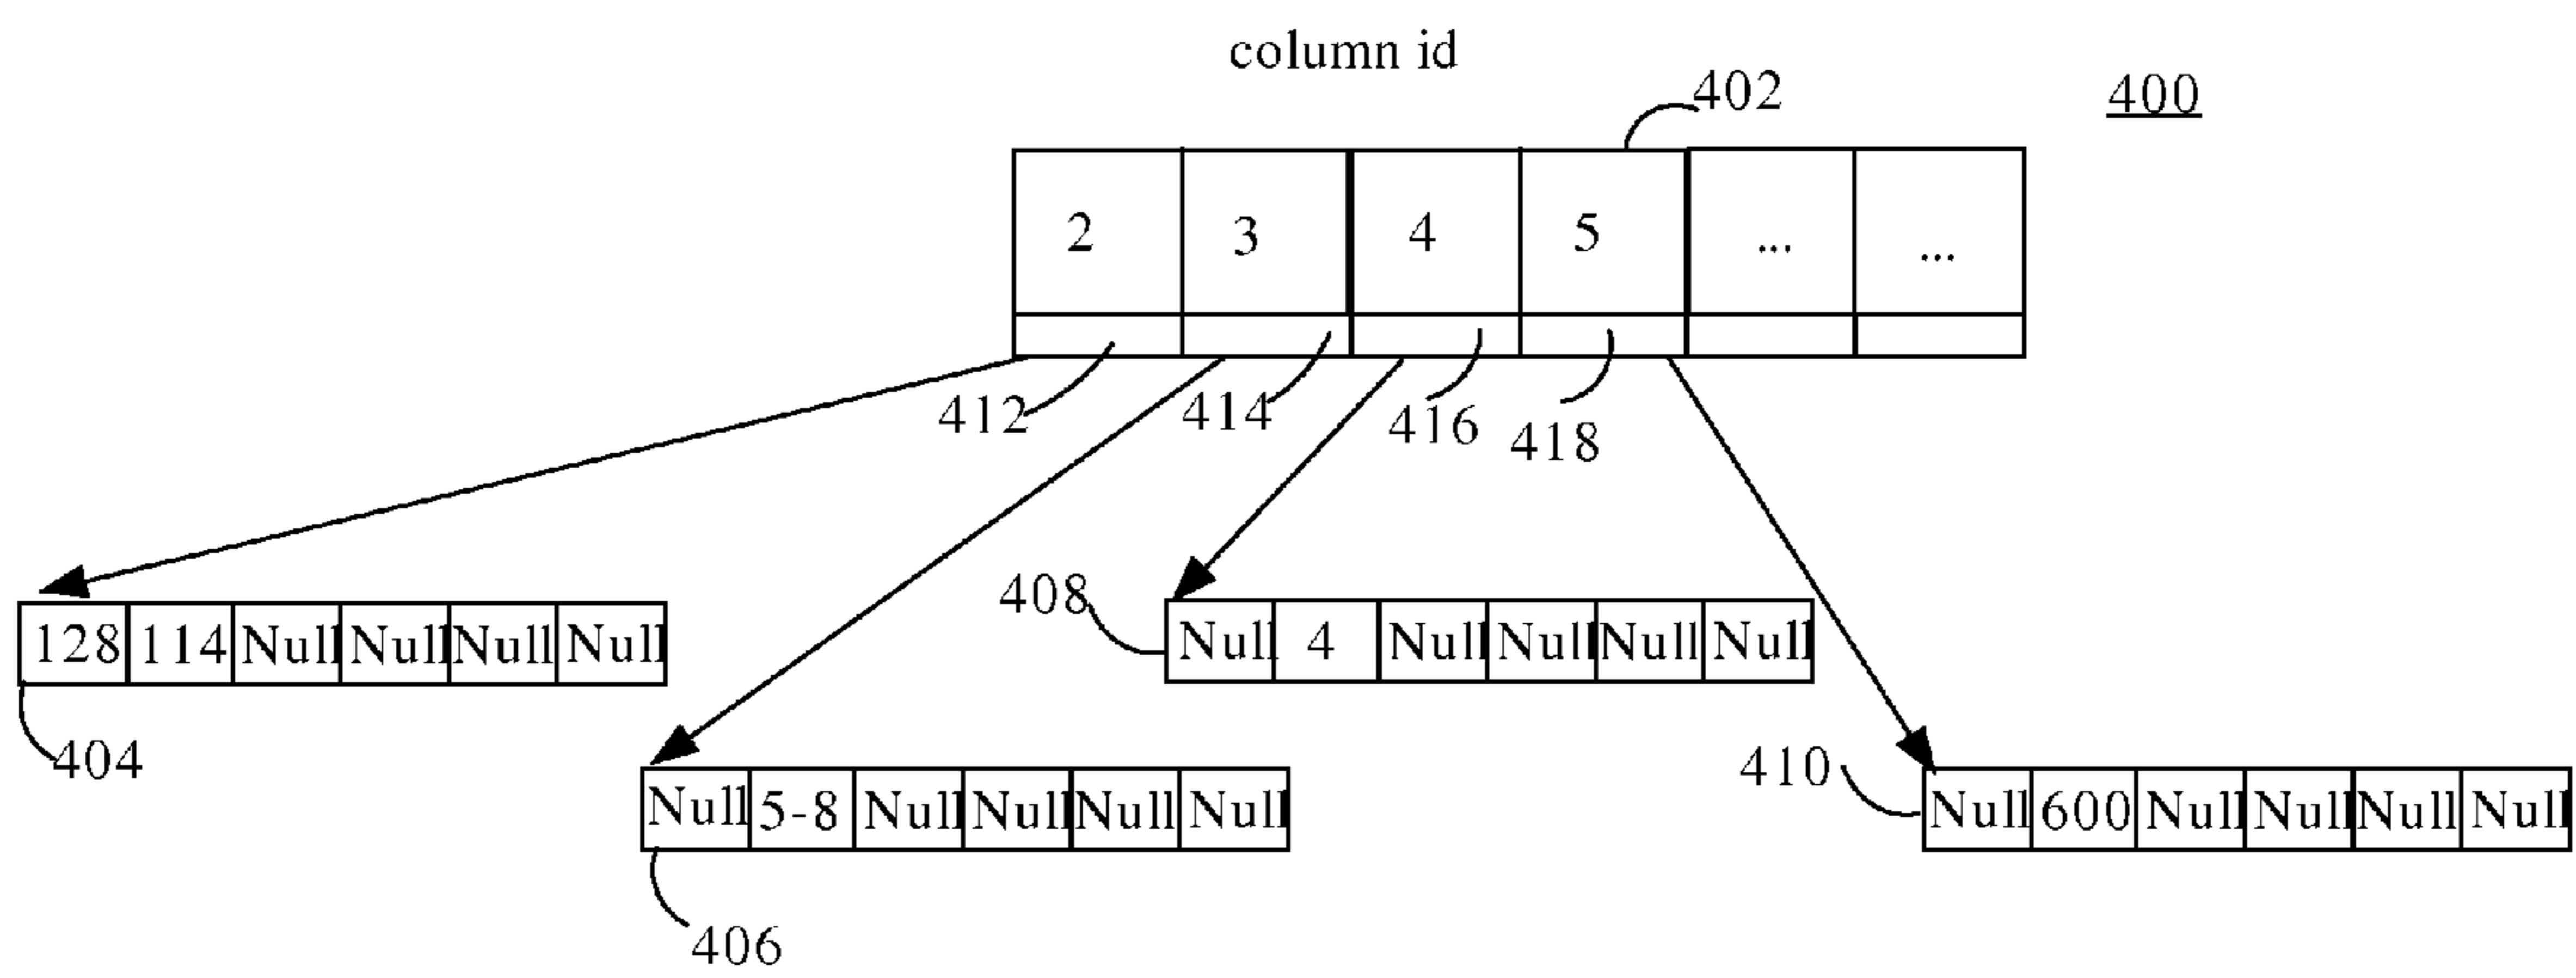 column id
402
400
2 3 4 5 ... ...
412 414 416 418
408
128 114 Null Null Null Null
Null 4 Null Null Null Null
404
410
Null 5-8 Null Null Null Null
Null 600 Null Null Null Null
406